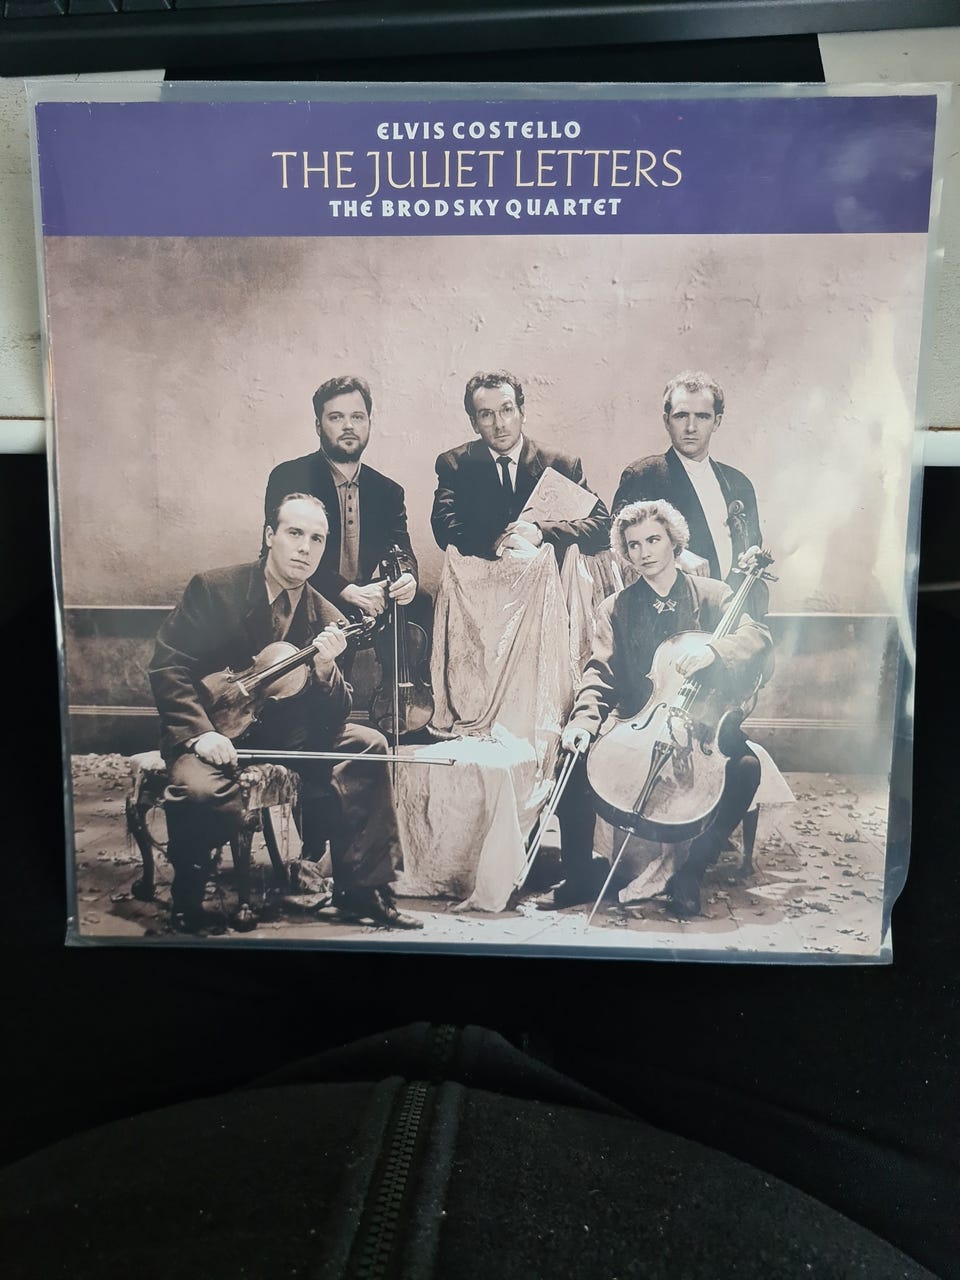 ELVIS COSTELLO
THE JULIET LETTERS
THE BRODSKY QUARTET